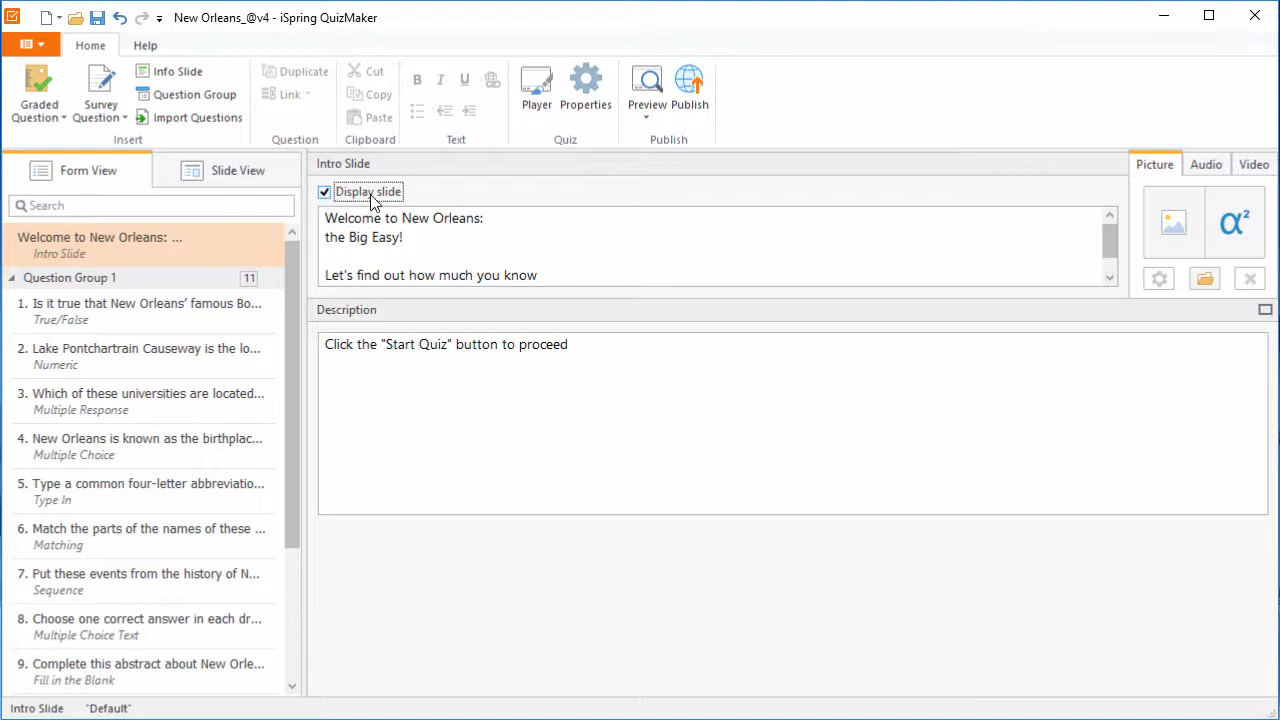 New Orleans_@v4 - iSpring QuizMaker
Home
Help
Graded Question
Survey Question
Info Slide
Question Group
Import Questions
Insert
Duplicate
Link
Question
Cut
Copy
Paste
Clipboard
B I U
Text
Player
Properties
Quiz
Preview
Publish
Publish
Form View
Slide View
Search
Welcome to New Orleans: ...
Intro Slide
Question Group 1
11
1. Is it true that New Orleans’ famous Bo...
True/False
2. Lake Pontchartrain Causeway is the lo...
Numeric
3. Which of these universities are located...
Multiple Response
4. New Orleans is known as the birthplac...
Multiple Choice
5. Type a common four-letter abbreviatio...
Type In
6. Match the parts of the names of these ...
Matching
7. Put these events from the history of N...
Sequence
8. Choose one correct answer in each dr...
Multiple Choice Text
9. Complete this abstract about New Orle...
Fill in the Blank
Intro Slide
Display slide
Welcome to New Orleans:
the Big Easy!
Let's find out how much you know
Picture
Audio
Video
α²
Description
Click the "Start Quiz" button to proceed
Intro Slide
"Default"